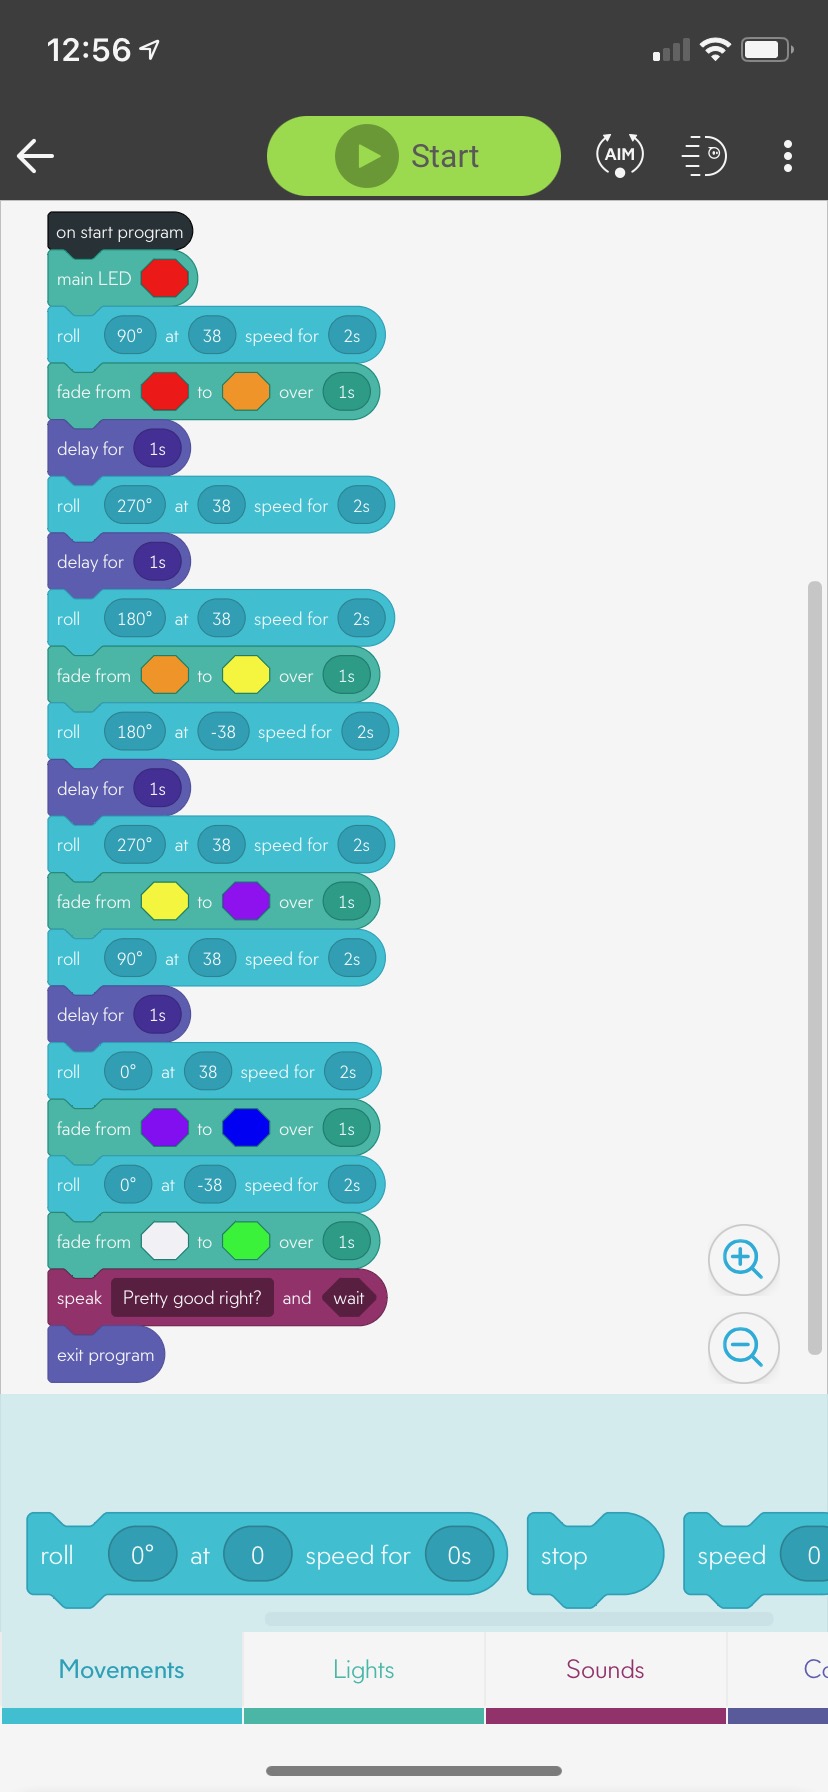 12:56
Start
AIM
on start program
main LED
roll 90° at 38 speed for 2s
fade from to over 1s
delay for 1s
roll 270° at 38 speed for 2s
delay for 1s
roll 180° at 38 speed for 2s
fade from to over 1s
roll 180° at -38 speed for 2s
delay for 1s
roll 270° at 38 speed for 2s
fade from to over 1s
roll 90° at 38 speed for 2s
delay for 1s
roll 0° at 38 speed for 2s
fade from to over 1s
roll 0° at -38 speed for 2s
fade from to over 1s
speak Pretty good right? and wait
exit program
roll 0° at 0 speed for 0s stop speed 0
Movements Lights Sounds